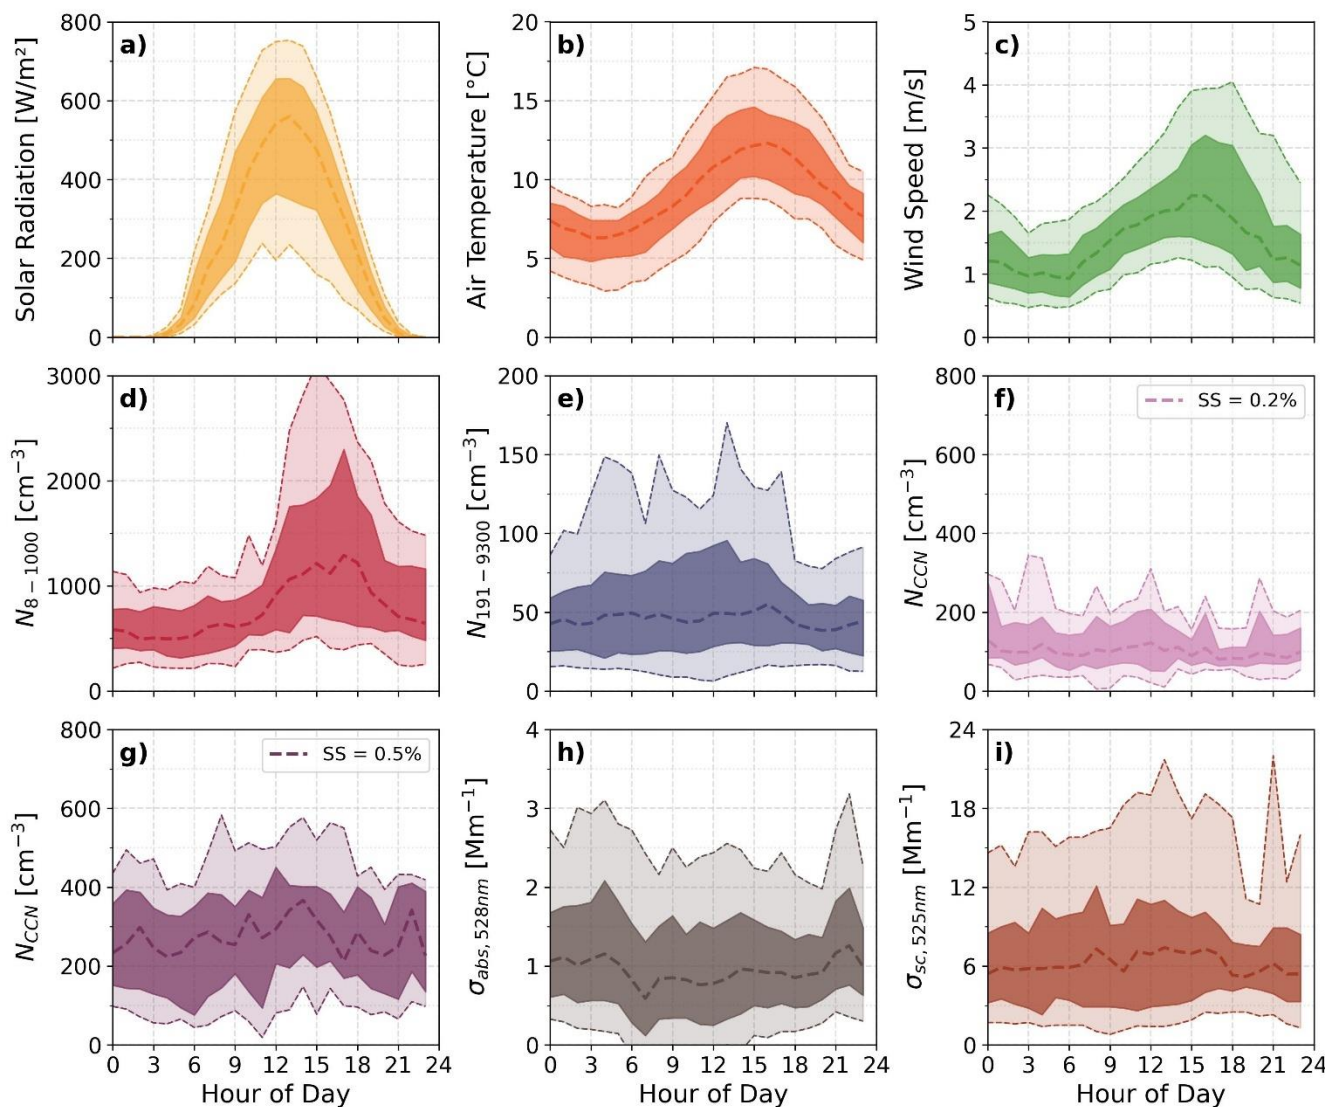 a)
Solar Radiation [W/m²]
800
600
400
200
0
b)
Air Temperature [°C]
20
15
10
5
0
c)
Wind Speed [m/s]
5
4
3
2
1
0
d)
N₈₋₁₀₀₀ [cm⁻³]
3000
2000
1000
0
e)
N₁₉₁₋₉₃₀₀ [cm⁻³]
200
150
100
50
0
f)
SS = 0.2%
N_CCN [cm⁻³]
800
600
400
200
0
g)
SS = 0.5%
N_CCN [cm⁻³]
800
600
400
200
0
0 3 6 9 12 15 18 21 24
Hour of Day
h)
σ_abs, 528nm [Mm⁻¹]
4
3
2
1
0
0 3 6 9 12 15 18 21 24
Hour of Day
i)
σ_sc, 525nm [Mm⁻¹]
24
18
12
6
0
0 3 6 9 12 15 18 21 24
Hour of Day